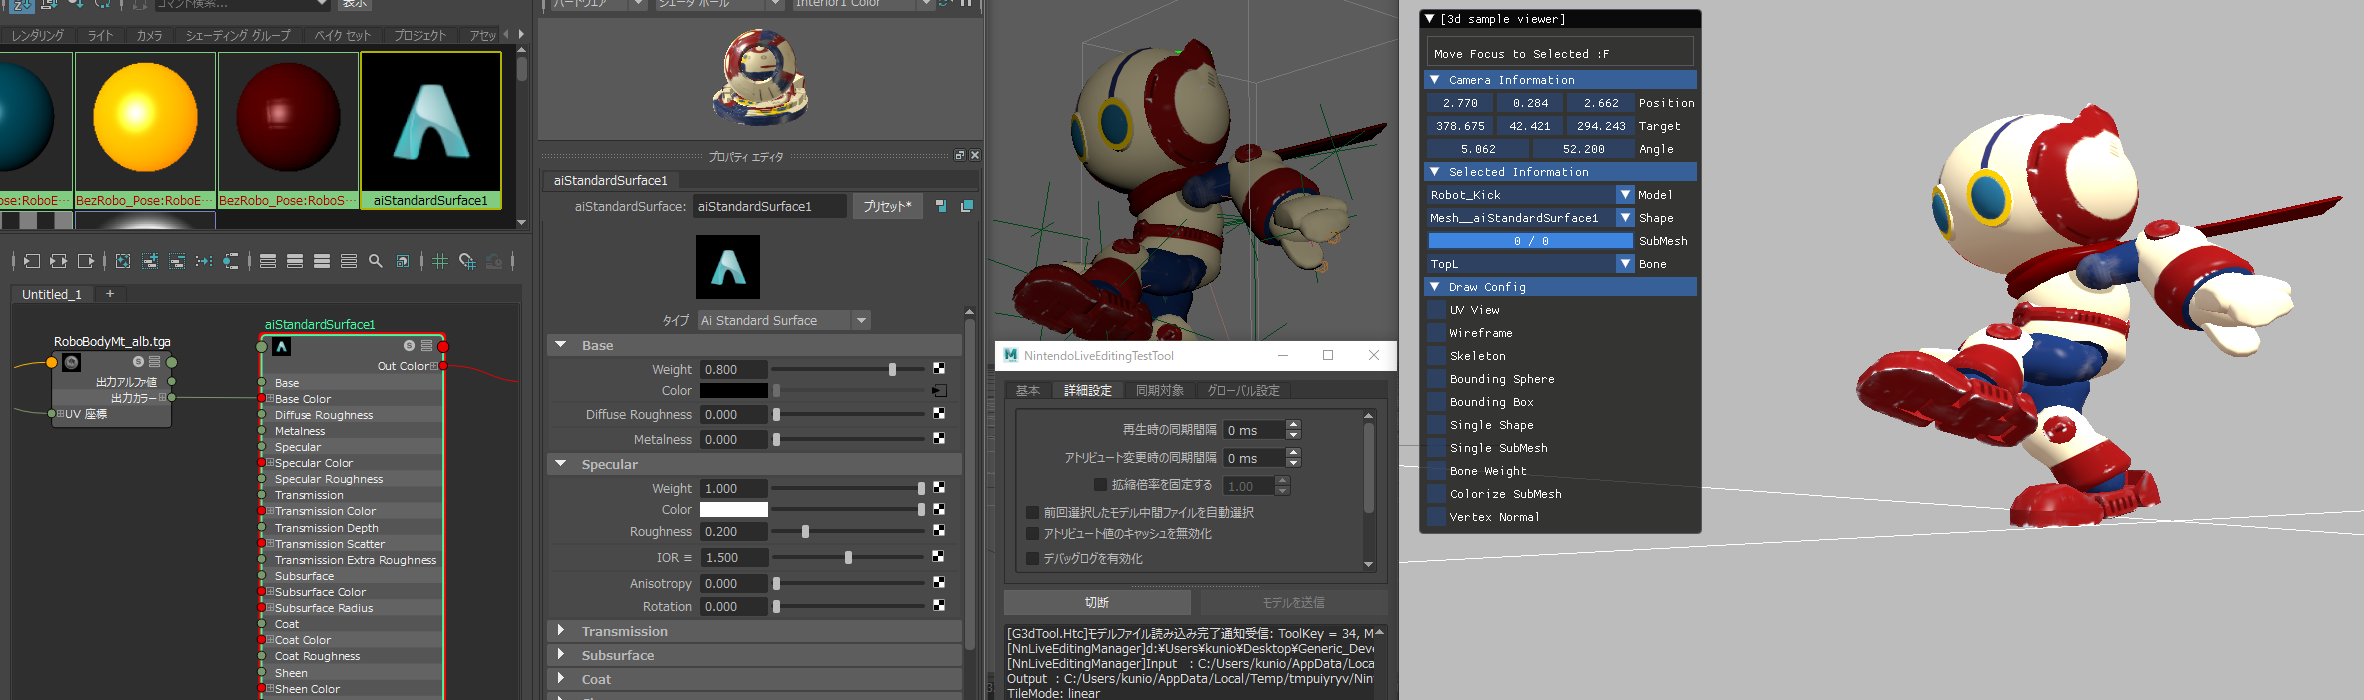 コマンド検索...
表示
レンダリング
ライト
カメラ
シェーディング グループ
ベイク セット
プロジェクト
アセッ
ose:RoboE···
BezRobo_Pose:RoboE···
BezRobo_Pose:RoboS···
aiStandardSurface1
Untitled_1
+
RoboBodyMt_alb.tga
出力アルファ値
出力カラー
UV 座標
aiStandardSurface1
Out Color
Base
Base Color
Diffuse Roughness
Metalness
Specular
Specular Color
Specular Roughness
Transmission
Transmission Color
Transmission Depth
Transmission Scatter
Transmission Extra Roughness
Subsurface
Subsurface Color
Subsurface Radius
Coat
Coat Color
Coat Roughness
Sheen
Sheen Color
ハードウェア
シェーダ ボール
Interior1 Color
プロパティ エディタ
aiStandardSurface1
aiStandardSurface: aiStandardSurface1
プリセット*
タイプ Ai Standard Surface
Base
Weight 0.800
Color
Diffuse Roughness 0.000
Metalness 0.000
Specular
Weight 1.000
Color
Roughness 0.200
IOR 1.500
Anisotropy 0.000
Rotation 0.000
Transmission
Subsurface
Coat
NintendoLiveEditingTestTool
基本
詳細設定
同期対象
グローバル設定
再生時の同期間隔 0 ms
アトリビュート変更時の同期間隔 0 ms
拡縮倍率を固定する 1.00
前回選択したモデル中間ファイルを自動選択
アトリビュート値のキャッシュを無効化
デバッグログを有効化
切断
モデルを送信
[G3dTool.Htc]モデルファイル読み込み完了通知受信: ToolKey = 34, M
[NnLiveEditingManager]d:¥Users¥kunio¥Desktop¥Generic_Deve
[NnLiveEditingManager]Input : C:/Users/kunio/AppData/Loca
Output : C:/Users/kunio/AppData/Local/Temp/tmpuiyryv/Nin
TileMode: linear
[3d sample viewer]
Move Focus to Selected :F
Camera Information
2.770 0.284 2.662 Position
378.675 42.421 294.243 Target
5.062 52.200 Angle
Selected Information
Robot_Kick Model
Mesh__aiStandardSurface1 Shape
0 / 0 SubMesh
TopL Bone
Draw Config
UV View
Wireframe
Skeleton
Bounding Sphere
Bounding Box
Single Shape
Single SubMesh
Bone Weight
Colorize SubMesh
Vertex Normal